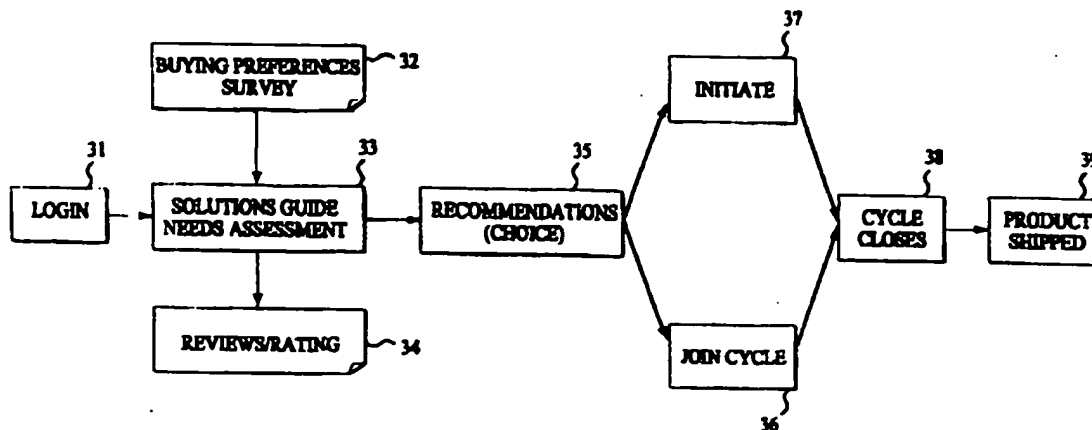 37
32
BUYING PREFERENCES
SURVEY
INITIATE
31
33
35
38
39
LOGIN
SOLUTIONS GUIDE
NEEDS ASSESSMENT
RECOMMENDATIONS
(CHOICE)
CYCLE
CLOSES
PRODUCT
SHIPPED
REVIEWS/RATING
34
JOIN CYCLE
36